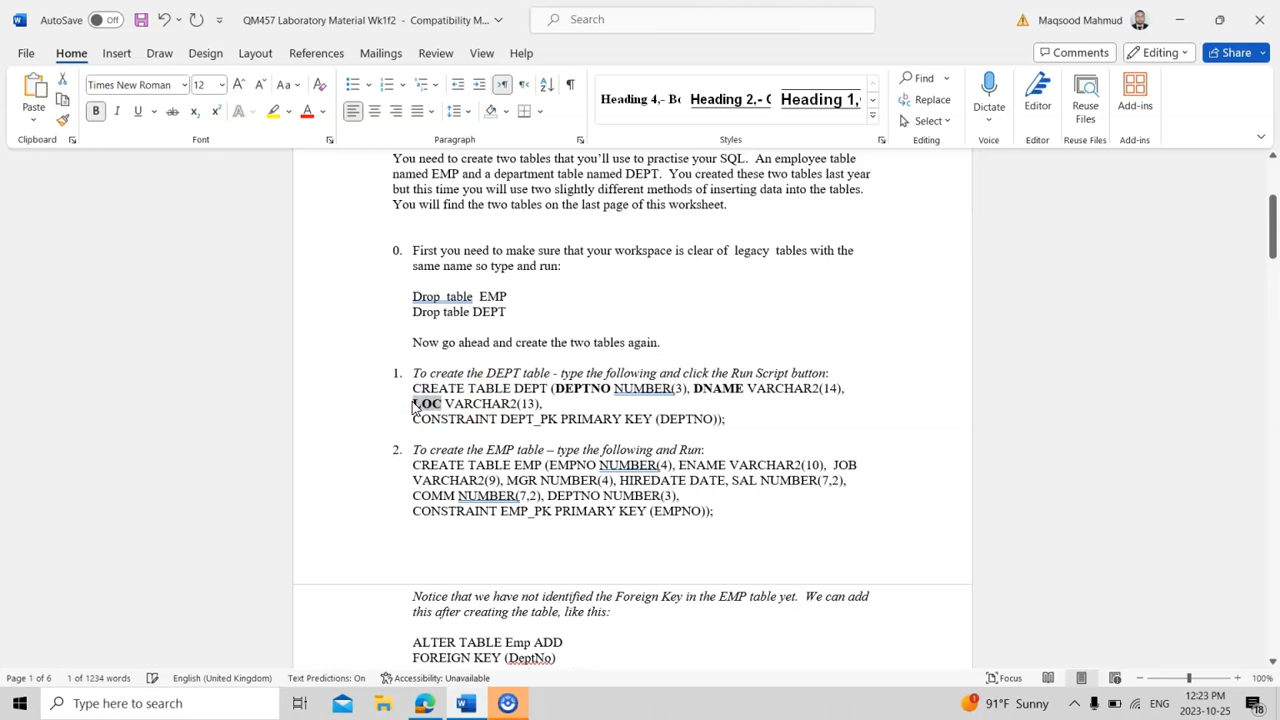 AutoSave Off QM457 Laboratory Material Wk1f2 - Compatibility M... Search Maqsood Mahmud
File Home Insert Draw Design Layout References Mailings Review View Help Comments Editing Share
Times New Roman 12 Aa Heading 4,- Bo Heading 2,- C Heading 1, Find
Paste B I U ab x₂ x² A A Replace Dictate Editor Reuse Files Add-ins
Select
Clipboard Font Paragraph Styles Editing Voice Editor Reuse Files Add-ins
You need to create two tables that you'll use to practise your SQL. An employee table
named EMP and a department table named DEPT. You created these two tables last year
but this time you will use two slightly different methods of inserting data into the tables.
You will find the two tables on the last page of this worksheet.
0. First you need to make sure that your workspace is clear of legacy tables with the
same name so type and run:
Drop table EMP
Drop table DEPT
Now go ahead and create the two tables again.
1. To create the DEPT table - type the following and click the Run Script button:
CREATE TABLE DEPT (DEPTNO NUMBER(3), DNAME VARCHAR2(14),
LOC VARCHAR2(13),
CONSTRAINT DEPT_PK PRIMARY KEY (DEPTNO));
2. To create the EMP table – type the following and Run:
CREATE TABLE EMP (EMPNO NUMBER(4), ENAME VARCHAR2(10), JOB
VARCHAR2(9), MGR NUMBER(4), HIREDATE DATE, SAL NUMBER(7,2),
COMM NUMBER(7,2), DEPTNO NUMBER(3),
CONSTRAINT EMP_PK PRIMARY KEY (EMPNO));
Notice that we have not identified the Foreign Key in the EMP table yet. We can add
this after creating the table, like this:
ALTER TABLE Emp ADD
FOREIGN KEY (DeptNo)
Page 1 of 6 1 of 1234 words English (United Kingdom) Text Predictions: On Accessibility: Unavailable Focus 100%
Type here to search 91°F Sunny ENG 12:23 PM
2023-10-25 18